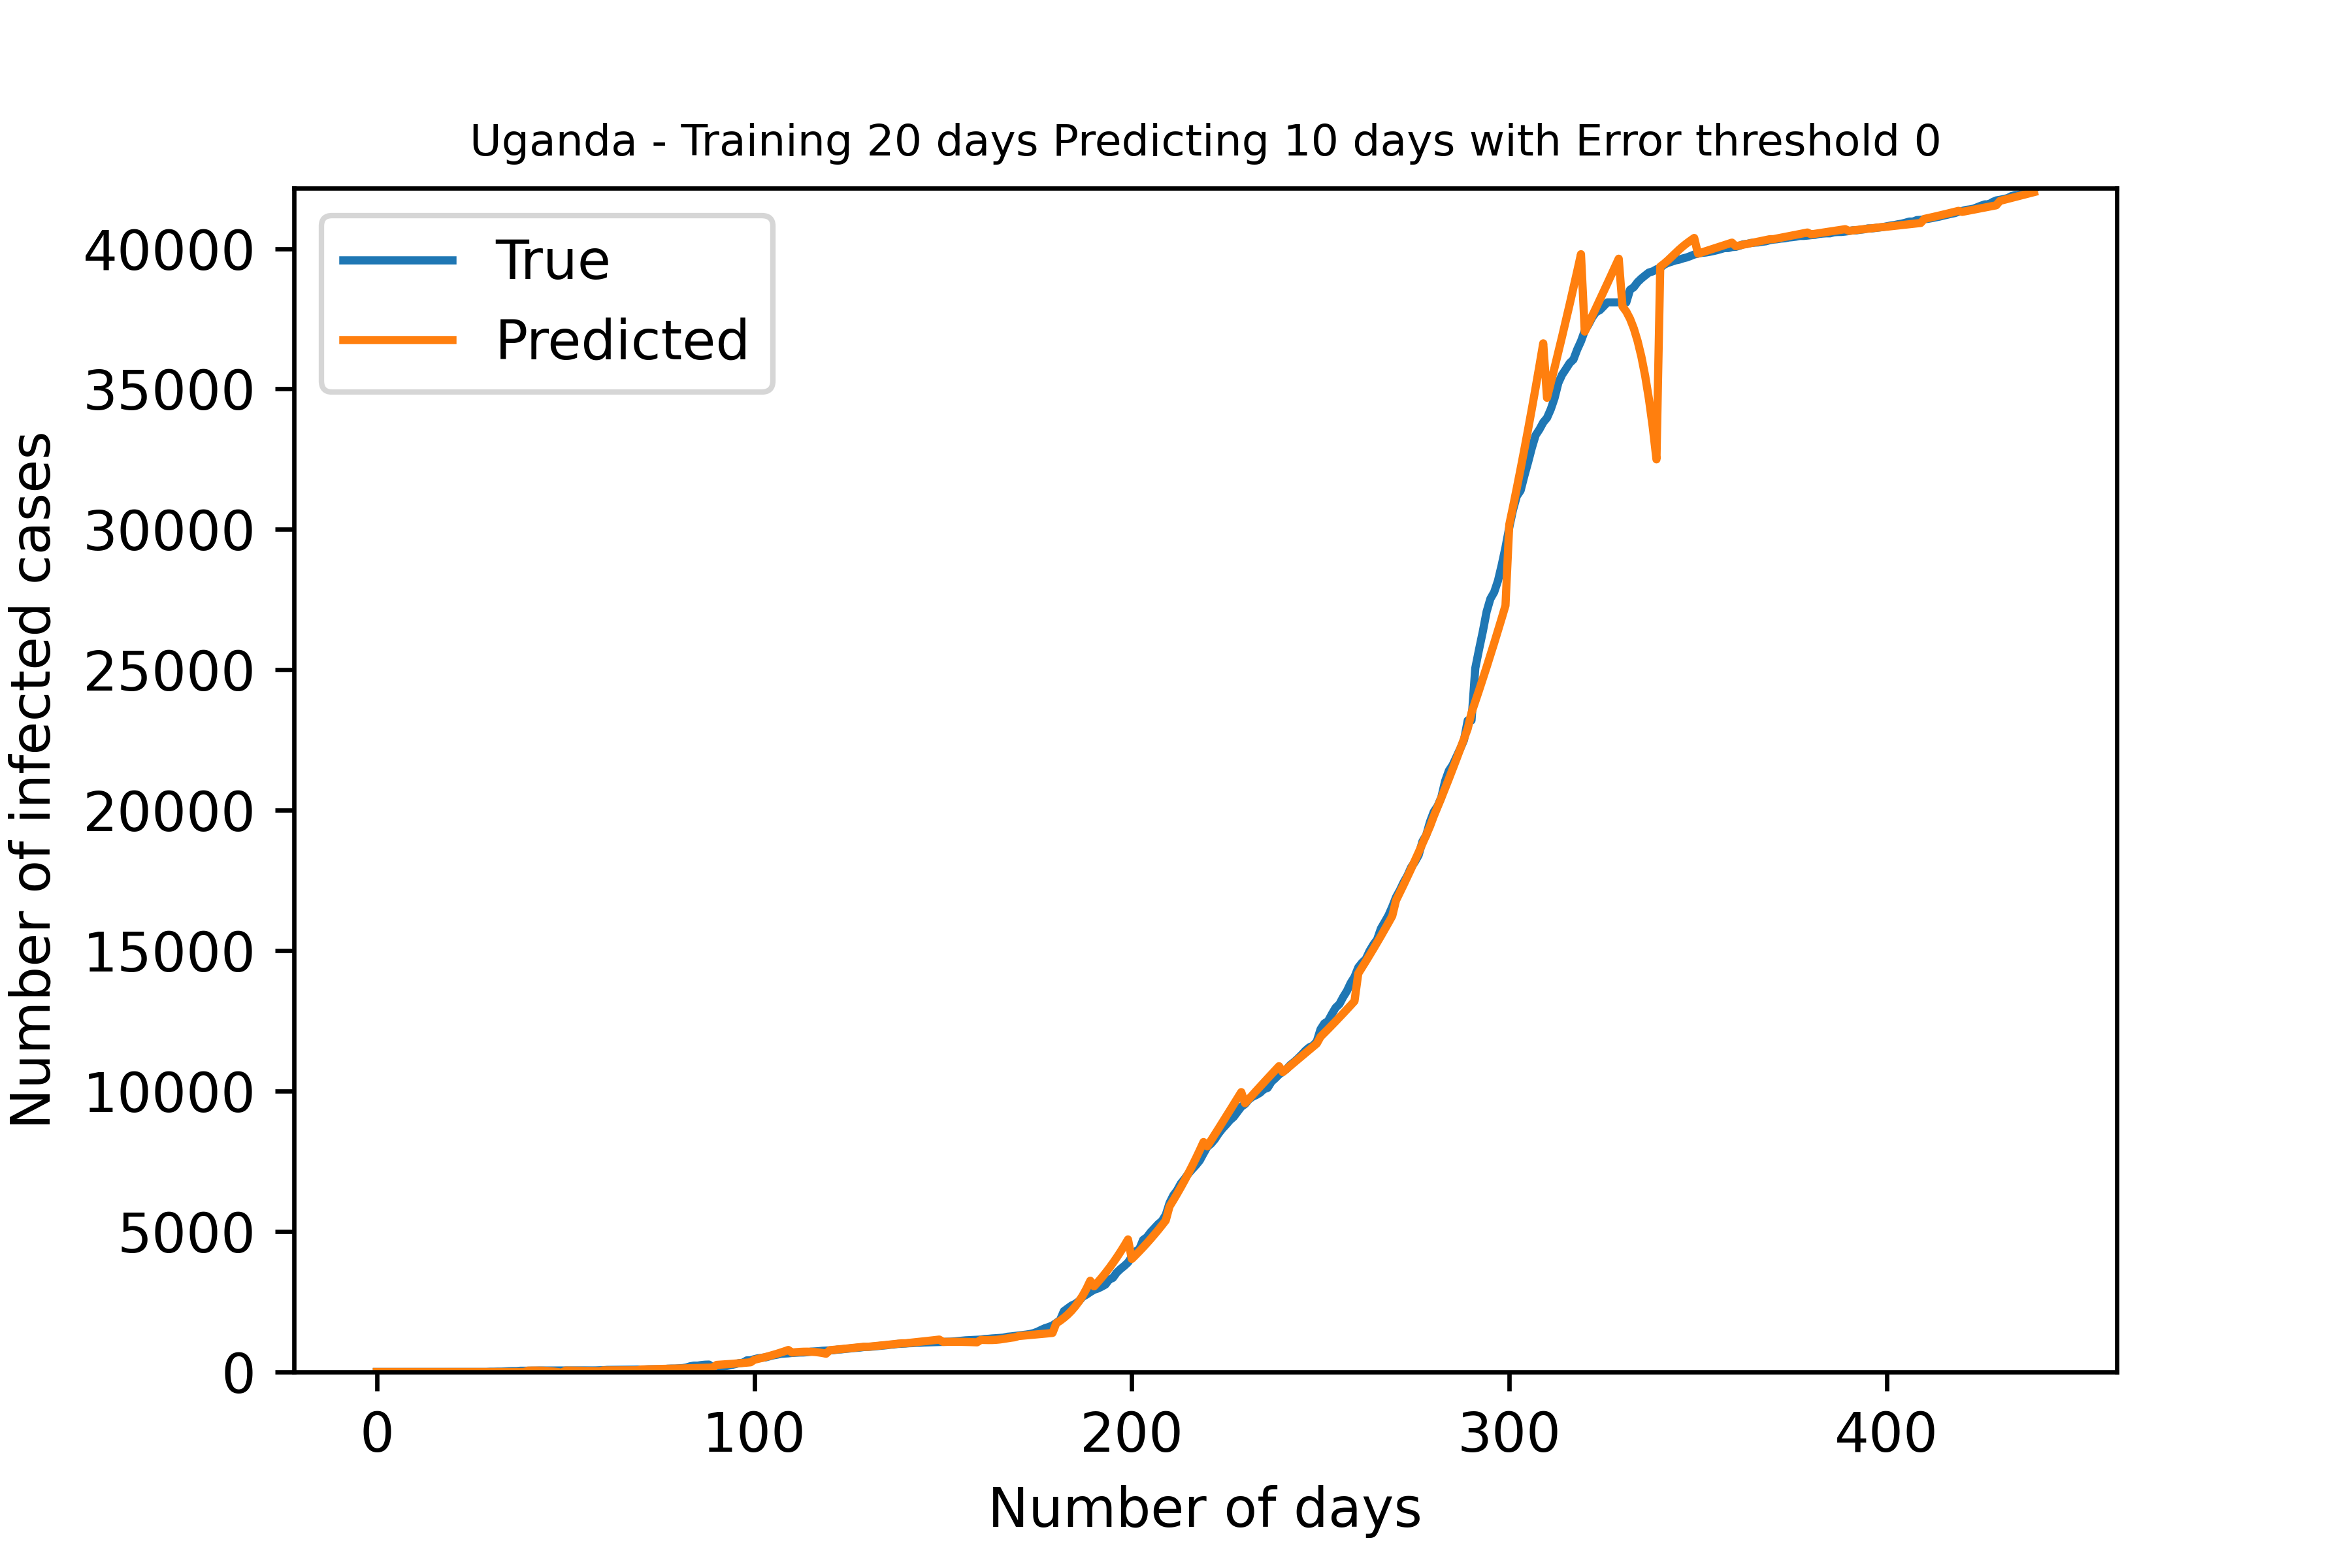 Uganda - Training 20 days Predicting 10 days with Error threshold 0
True
Predicted
Number of infected cases
40000
35000
30000
25000
20000
15000
10000
5000
0
0 100 200 300 400
Number of days